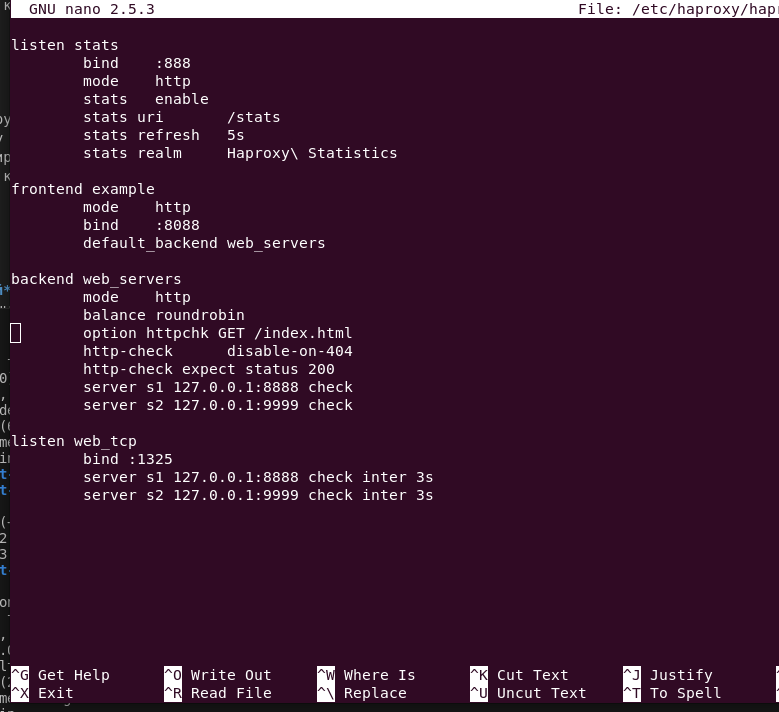 GNU nano 2.5.3 File: /etc/haproxy/hap
listen stats
bind :888
mode http
stats enable
stats uri /stats
stats refresh 5s
stats realm Haproxy\ Statistics
frontend example
mode http
bind :8088
default_backend web_servers
backend web_servers
mode http
balance roundrobin
option httpchk GET /index.html
http-check disable-on-404
http-check expect status 200
server s1 127.0.0.1:8888 check
server s2 127.0.0.1:9999 check
listen web_tcp
bind :1325
server s1 127.0.0.1:8888 check inter 3s
server s2 127.0.0.1:9999 check inter 3s
^G Get Help ^O Write Out ^W Where Is ^K Cut Text ^J Justify
^X Exit ^R Read File ^\ Replace ^U Uncut Text ^T To Spell